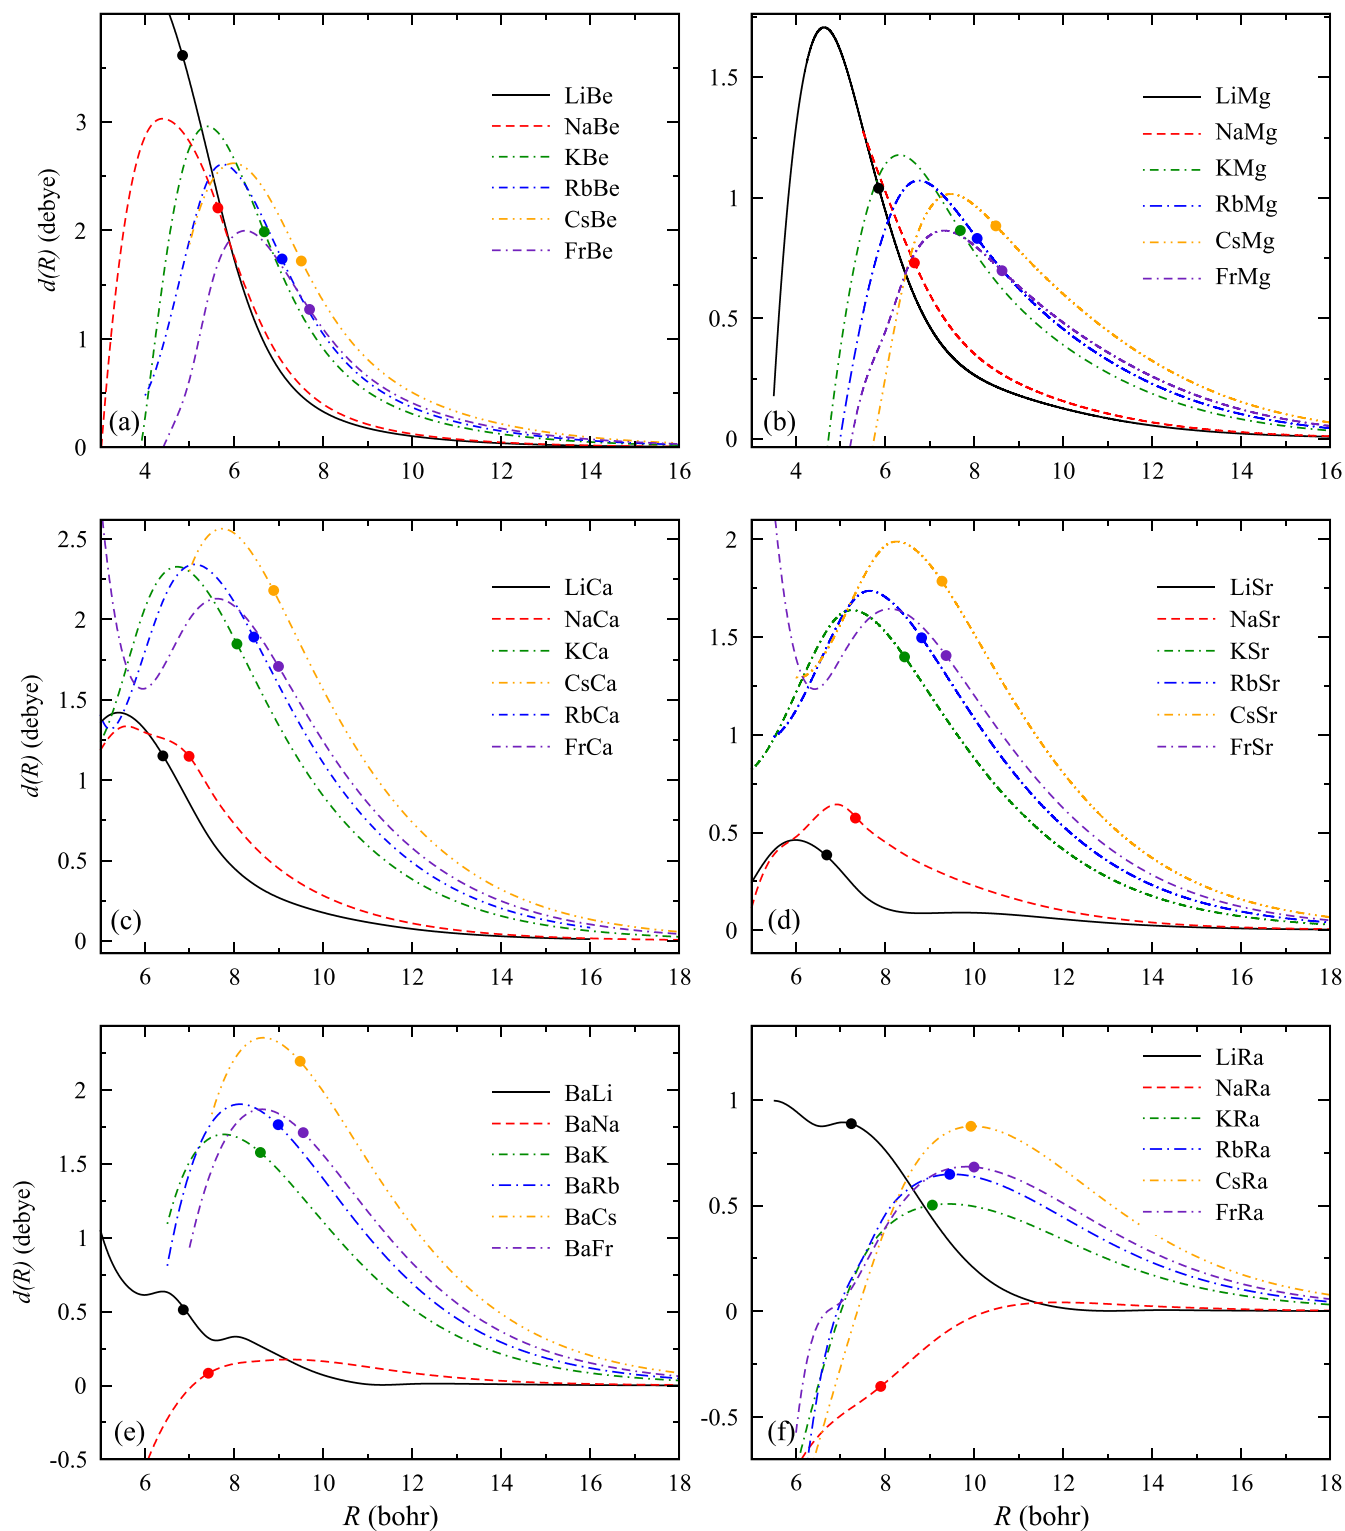 d(R) (debye)
3
2
1
0
4 6 8 10 12 14 16
(a)
LiBe
NaBe
KBe
RbBe
CsBe
FrBe
1.5
1
0.5
0
4 6 8 10 12 14 16
(b)
LiMg
NaMg
KMg
RbMg
CsMg
FrMg
d(R) (debye)
2.5
2
1.5
1
0.5
0
6 8 10 12 14 16 18
(c)
LiCa
NaCa
KCa
CsCa
RbCa
FrCa
2
1.5
1
0.5
0
6 8 10 12 14 16 18
(d)
LiSr
NaSr
KSr
RbSr
CsSr
FrSr
d(R) (debye)
2
1.5
1
0.5
0
-0.5
6 8 10 12 14 16 18
(e)
BaLi
BaNa
BaK
BaRb
BaCs
BaFr
R (bohr)
1
0.5
0
-0.5
6 8 10 12 14 16 18
(f)
LiRa
NaRa
KRa
RbRa
CsRa
FrRa
R (bohr)